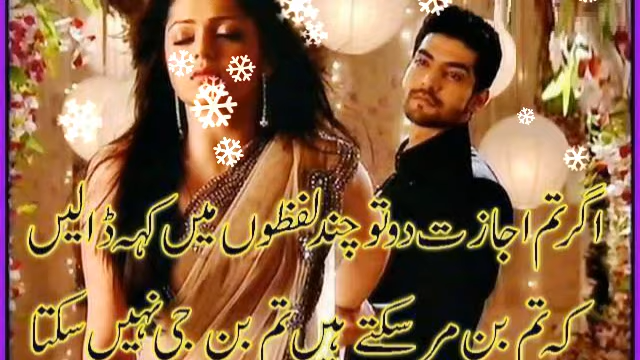 اگر تم اجازت دو تو چند لفظوں میں کہہ ڈالیں
کہ تم بن مر سکتے ہیں تم بن جی نہیں سکتا